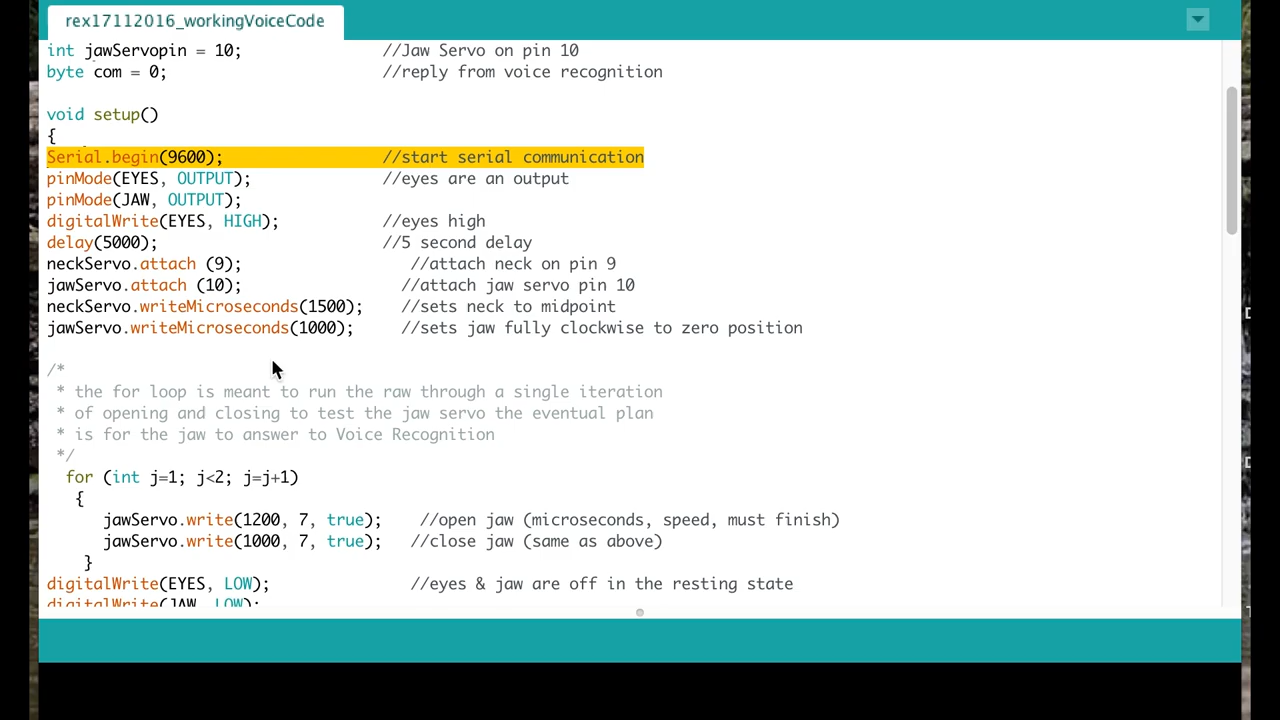 rex17112016_workingVoiceCode
int jawServopin = 10; //Jaw Servo on pin 10
byte com = 0; //reply from voice recognition
void setup()
{
Serial.begin(9600); //start serial communication
pinMode(EYES, OUTPUT); //eyes are an output
pinMode(JAW, OUTPUT);
digitalWrite(EYES, HIGH); //eyes high
delay(5000); //5 second delay
neckServo.attach (9); //attach neck on pin 9
jawServo.attach (10); //attach jaw servo pin 10
neckServo.writeMicroseconds(1500); //sets neck to midpoint
jawServo.writeMicroseconds(1000); //sets jaw fully clockwise to zero position
/*
* the for loop is meant to run the raw through a single iteration
* of opening and closing to test the jaw servo the eventual plan
* is for the jaw to answer to Voice Recognition
*/
for (int j=1; j<2; j=j+1)
{
jawServo.write(1200, 7, true); //open jaw (microseconds, speed, must finish)
jawServo.write(1000, 7, true); //close jaw (same as above)
}
digitalWrite(EYES, LOW); //eyes & jaw are off in the resting state
digitalWrite(JAW, LOW);